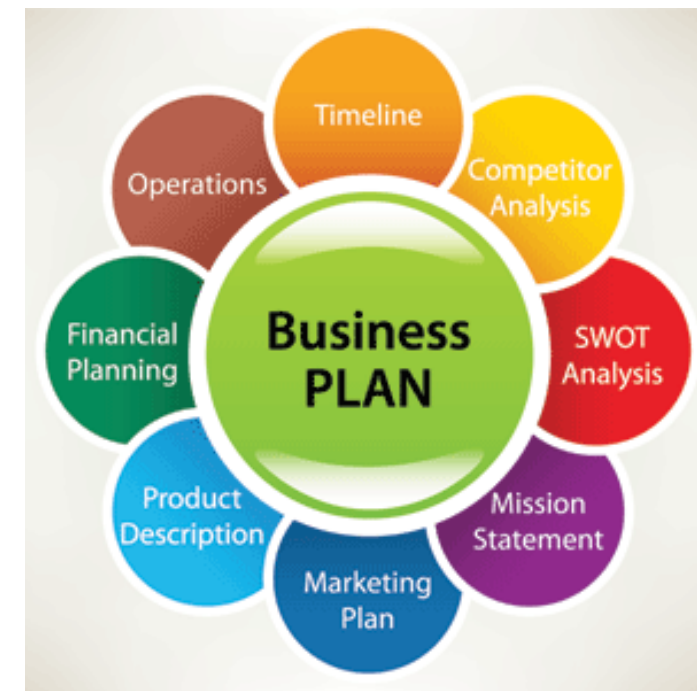 Timeline
Competitor
Analysis
SWOT
Analysis
Mission
Statement
Marketing
Plan
Product
Description
Financial
Planning
Operations
Business
PLAN